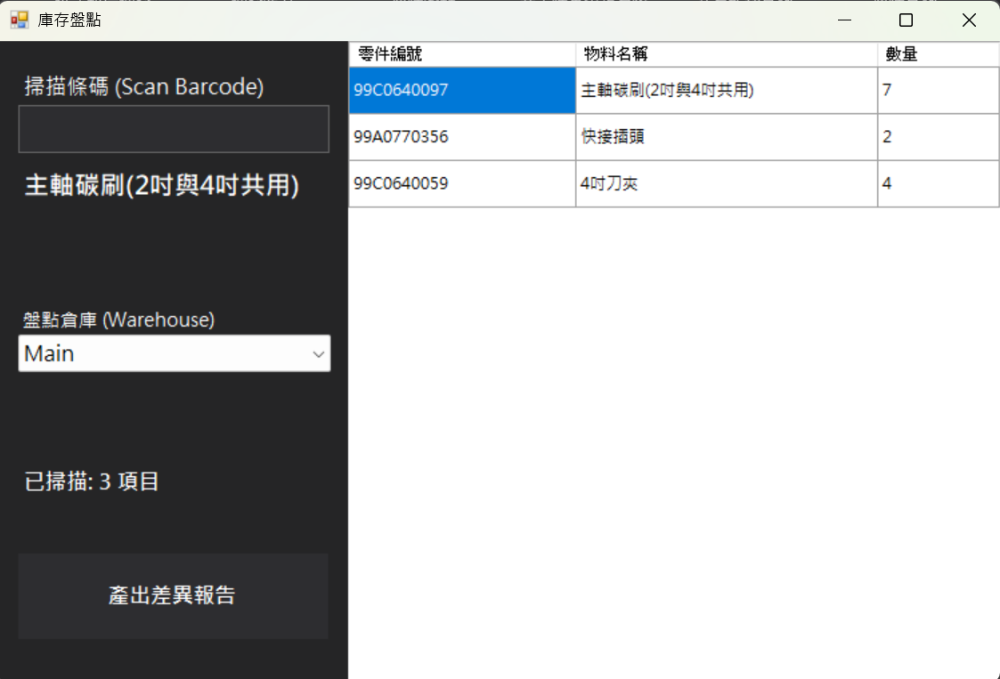 庫存盤點
掃描條碼 (Scan Barcode)
主軸碳刷(2吋與4吋共用)
盤點倉庫 (Warehouse)
Main
已掃描: 3 項目
產出差異報告
零件編號 物料名稱 數量
99C0640097 主軸碳刷(2吋與4吋共用) 7
99A0770356 快接插頭 2
99C0640059 4吋刀夾 4